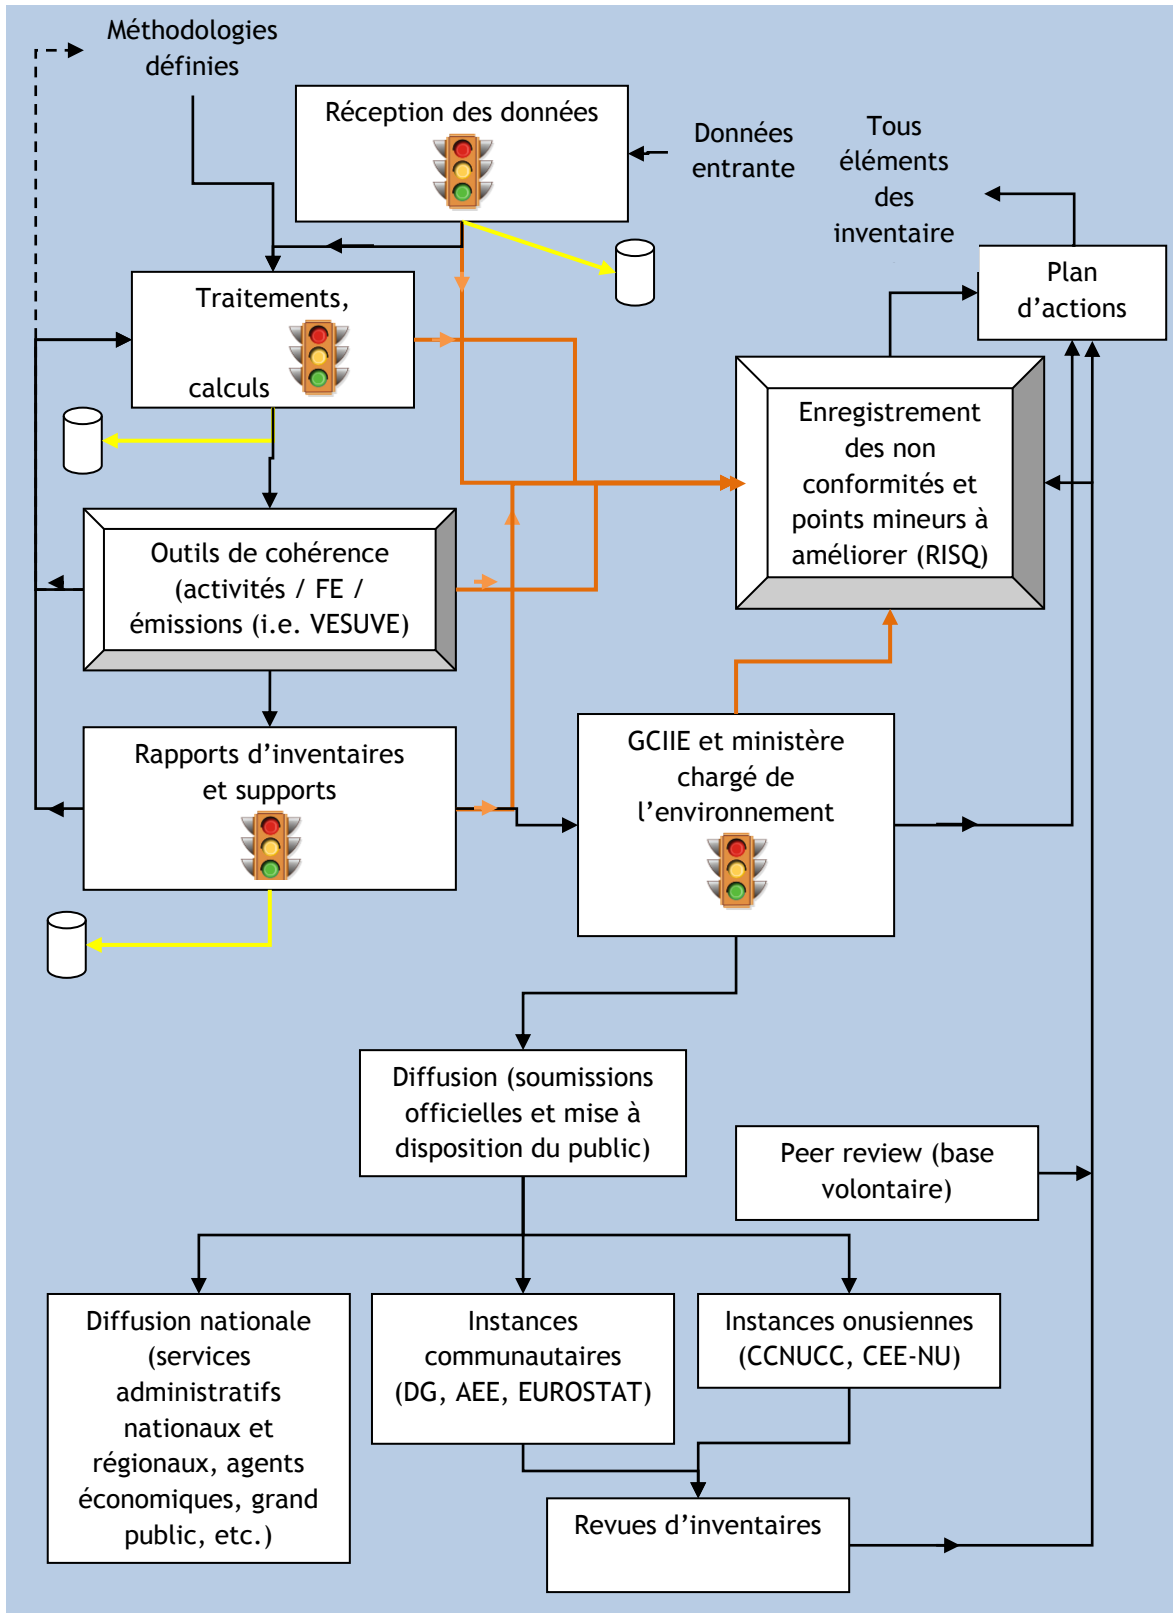 Méthodologies
définies
Réception des données
Données
entrante
Tous
éléments
des
inventaire
Plan
d'actions
Traitements,
calculs
Enregistrement
des non
conformités et
points mineurs à
améliorer (RISQ)
Outils de cohérence
(activités / FE /
émissions (i.e. VESUVE)
Rapports d'inventaires
et supports
GCIIE et ministère
chargé de
l'environnement
Diffusion (soumissions
officielles et mise à
disposition du public)
Peer review (base
volontaire)
Diffusion nationale
(services
administratifs
nationaux et
régionaux, agents
économiques, grand
public, etc.)
Instances
communautaires
(DG, AEE, EUROSTAT)
Instances onusiennes
(CCNUCC, CEE-NU)
Revues d'inventaires